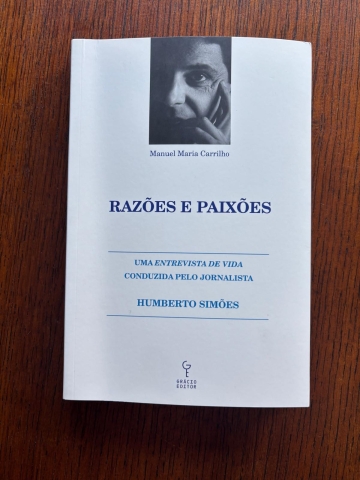 Manuel Maria Carrilho
RAZÕES E PAIXÕES
UMA ENTREVISTA DE VIDA
CONDUZIDA PELO JORNALISTA
HUMBERTO SIMÕES
G
E
GRÁCIO
EDITOR